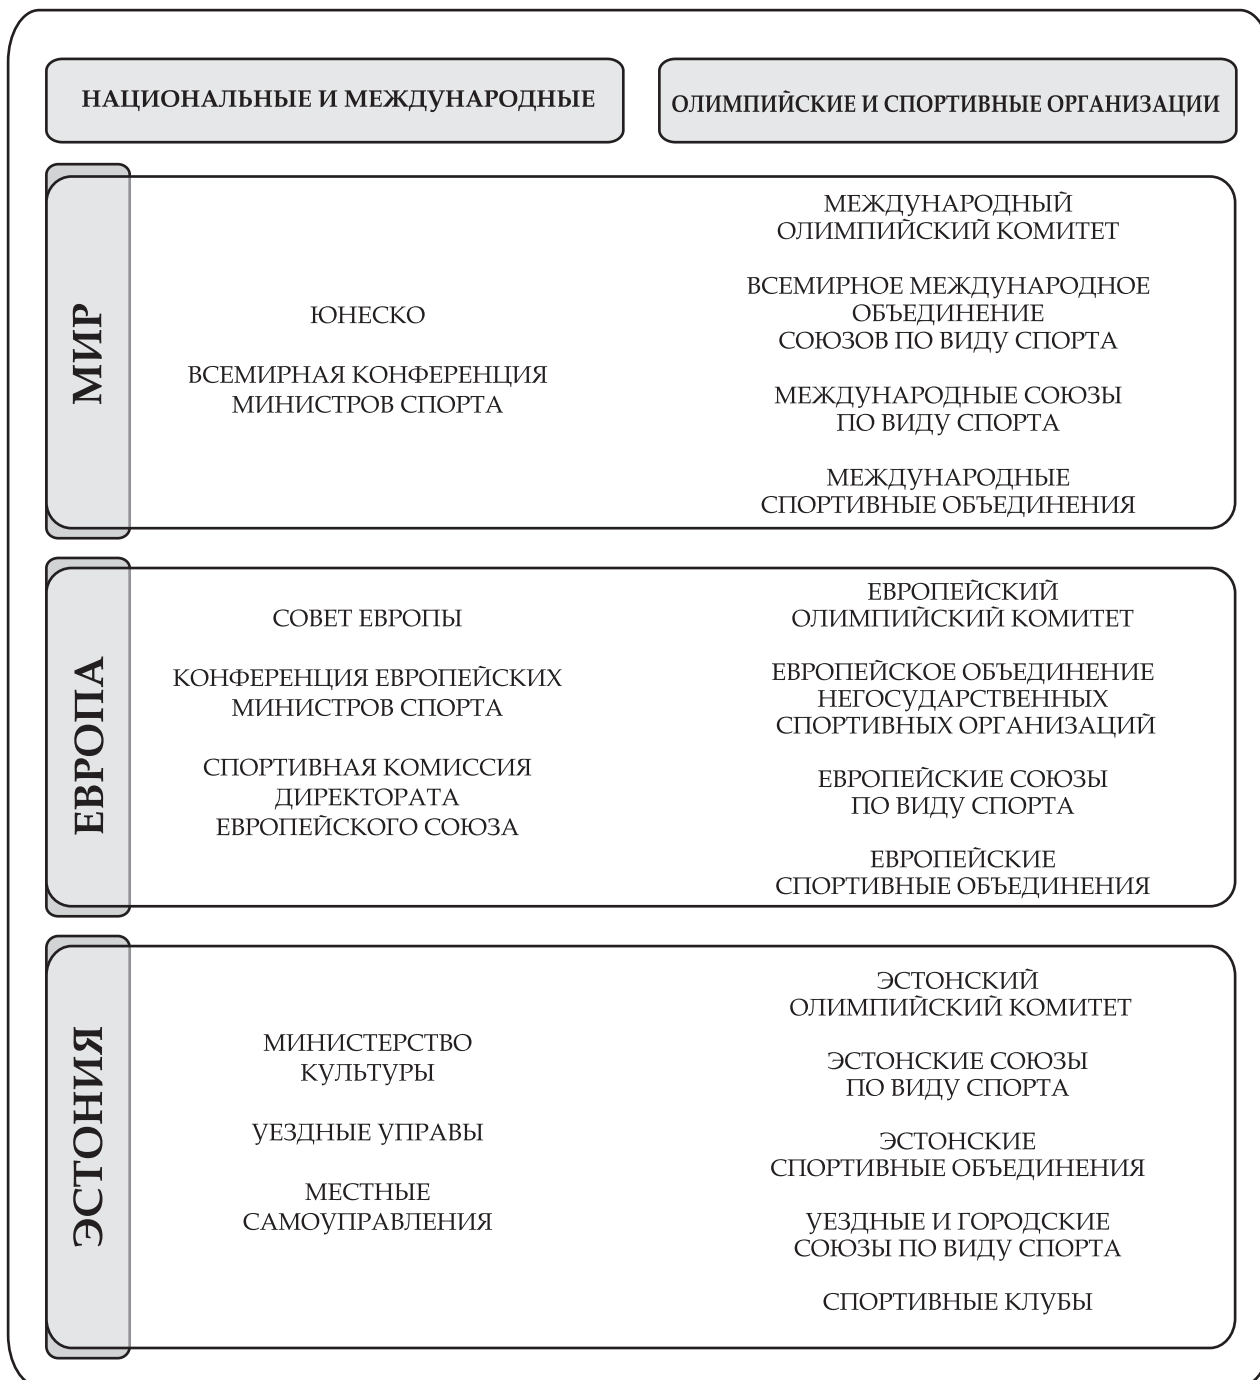 НАЦИОНАЛЬНЫЕ И МЕЖДУНАРОДНЫЕ
ОЛИМПИЙСКИЕ И СПОРТИВНЫЕ ОРГАНИЗАЦИИ
МИР
ЮНЕСКО
ВСЕМИРНАЯ КОНФЕРЕНЦИЯ
МИНИСТРОВ СПОРТА
МЕЖДУНАРОДНЫЙ
ОЛИМПИЙСКИЙ КОМИТЕТ
ВСЕМИРНОЕ МЕЖДУНАРОДНОЕ
ОБЪЕДИНЕНИЕ
СОЮЗОВ ПО ВИДУ СПОРТА
МЕЖДУНАРОДНЫЕ СОЮЗЫ
ПО ВИДУ СПОРТА
МЕЖДУНАРОДНЫЕ
СПОРТИВНЫЕ ОБЪЕДИНЕНИЯ
ЕВРОПА
СОВЕТ ЕВРОПЫ
КОНФЕРЕНЦИЯ ЕВРОПЕЙСКИХ
МИНИСТРОВ СПОРТА
СПОРТИВНАЯ КОМИССИЯ
ДИРЕКТОРАТА
ЕВРОПЕЙСКОГО СОЮЗА
ЕВРОПЕЙСКИЙ
ОЛИМПИЙСКИЙ КОМИТЕТ
ЕВРОПЕЙСКОЕ ОБЪЕДИНЕНИЕ
НЕГОСУДАРСТВЕННЫХ
СПОРТИВНЫХ ОРГАНИЗАЦИЙ
ЕВРОПЕЙСКИЕ СОЮЗЫ
ПО ВИДУ СПОРТА
ЕВРОПЕЙСКИЕ
СПОРТИВНЫЕ ОБЪЕДИНЕНИЯ
ЭСТОНИЯ
МИНИСТЕРСТВО
КУЛЬТУРЫ
УЕЗДНЫЕ УПРАВЫ
МЕСТНЫЕ
САМОУПРАВЛЕНИЯ
ЭСТОНСКИЙ
ОЛИМПИЙСКИЙ КОМИТЕТ
ЭСТОНСКИЕ СОЮЗЫ
ПО ВИДУ СПОРТА
ЭСТОНСКИЕ
СПОРТИВНЫЕ ОБЪЕДИНЕНИЯ
УЕЗДНЫЕ И ГОРОДСКИЕ
СОЮЗЫ ПО ВИДУ СПОРТА
СПОРТИВНЫЕ КЛУБЫ